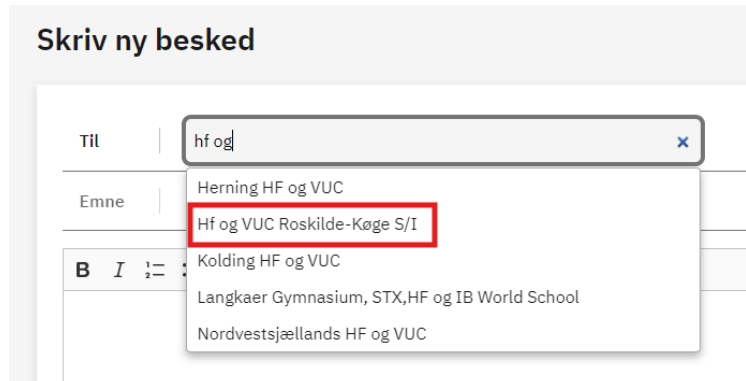 Skriv ny besked
Til
hf og
Emne
Herning HF og VUC
Hf og VUC Roskilde-Køge S/I
Kolding HF og VUC
Langkaer Gymnasium, STX,HF og IB World School
Nordvestsjællands HF og VUC
B I